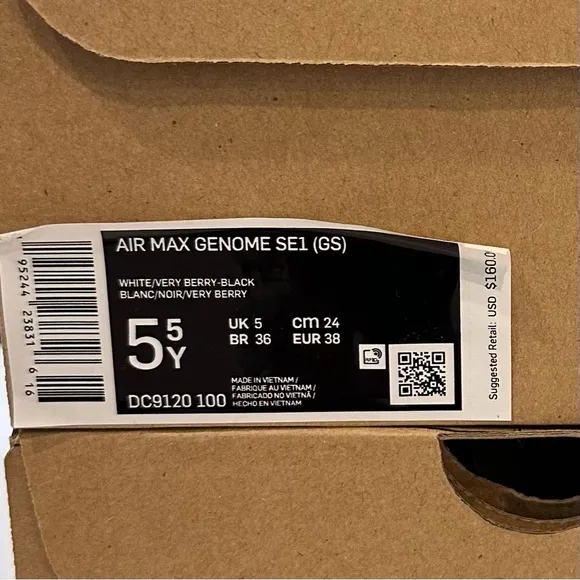 AIR MAX GENOME SE1 (GS)
WHITE/VERY BERRY-BLACK
BLANC/NOIR/VERY BERRY
5 5 Y
UK 5 cm 24
BR 36 EUR 38
MADE IN VIETNAM /
FABRIQUE AU VIETNAM /
FABRICADO NO VIETNÃ /
HECHO EN VIETNAM
DC9120 100
Suggested Retail: USD $160.0
1 95244 23831 6 16